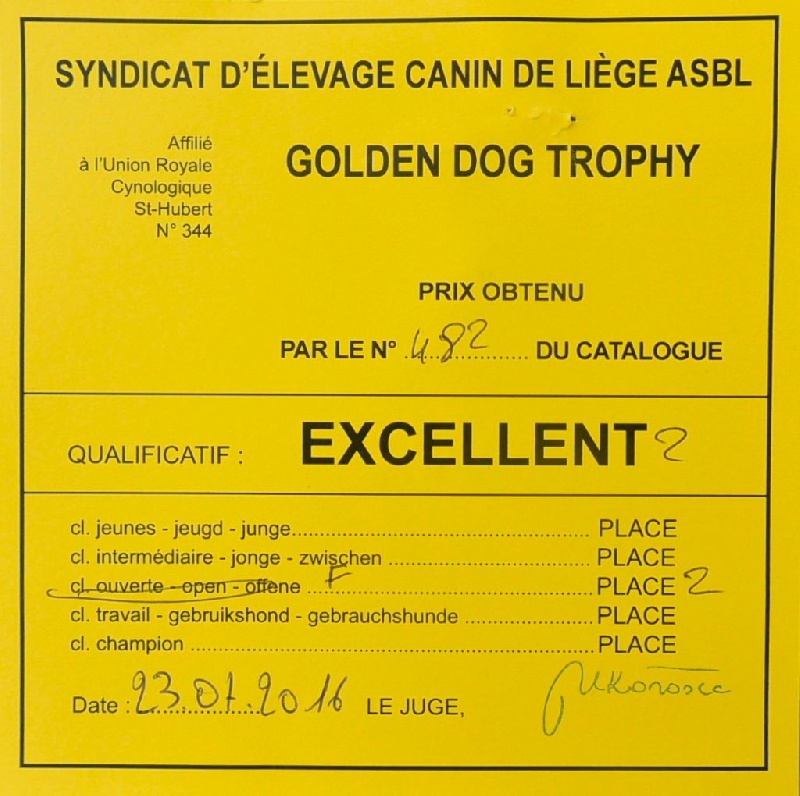 SYNDICAT D'ÉLEVAGE CANIN DE LIÈGE ASBL
Affilié
à l'Union Royale
Cynologique
St-Hubert
N° 344
GOLDEN DOG TROPHY
PRIX OBTENU
PAR LE N° 482 DU CATALOGUE
QUALIFICATIF : EXCELLENT 2
cl. jeunes - jeugd - junge PLACE
cl. intermédiaire - jonge - zwischen PLACE
cl. ouverte - open - offene F PLACE 2
cl. travail - gebruikshond - gebrauchshunde PLACE
cl. champion PLACE
Date : 23.07.2016 LE JUGE,